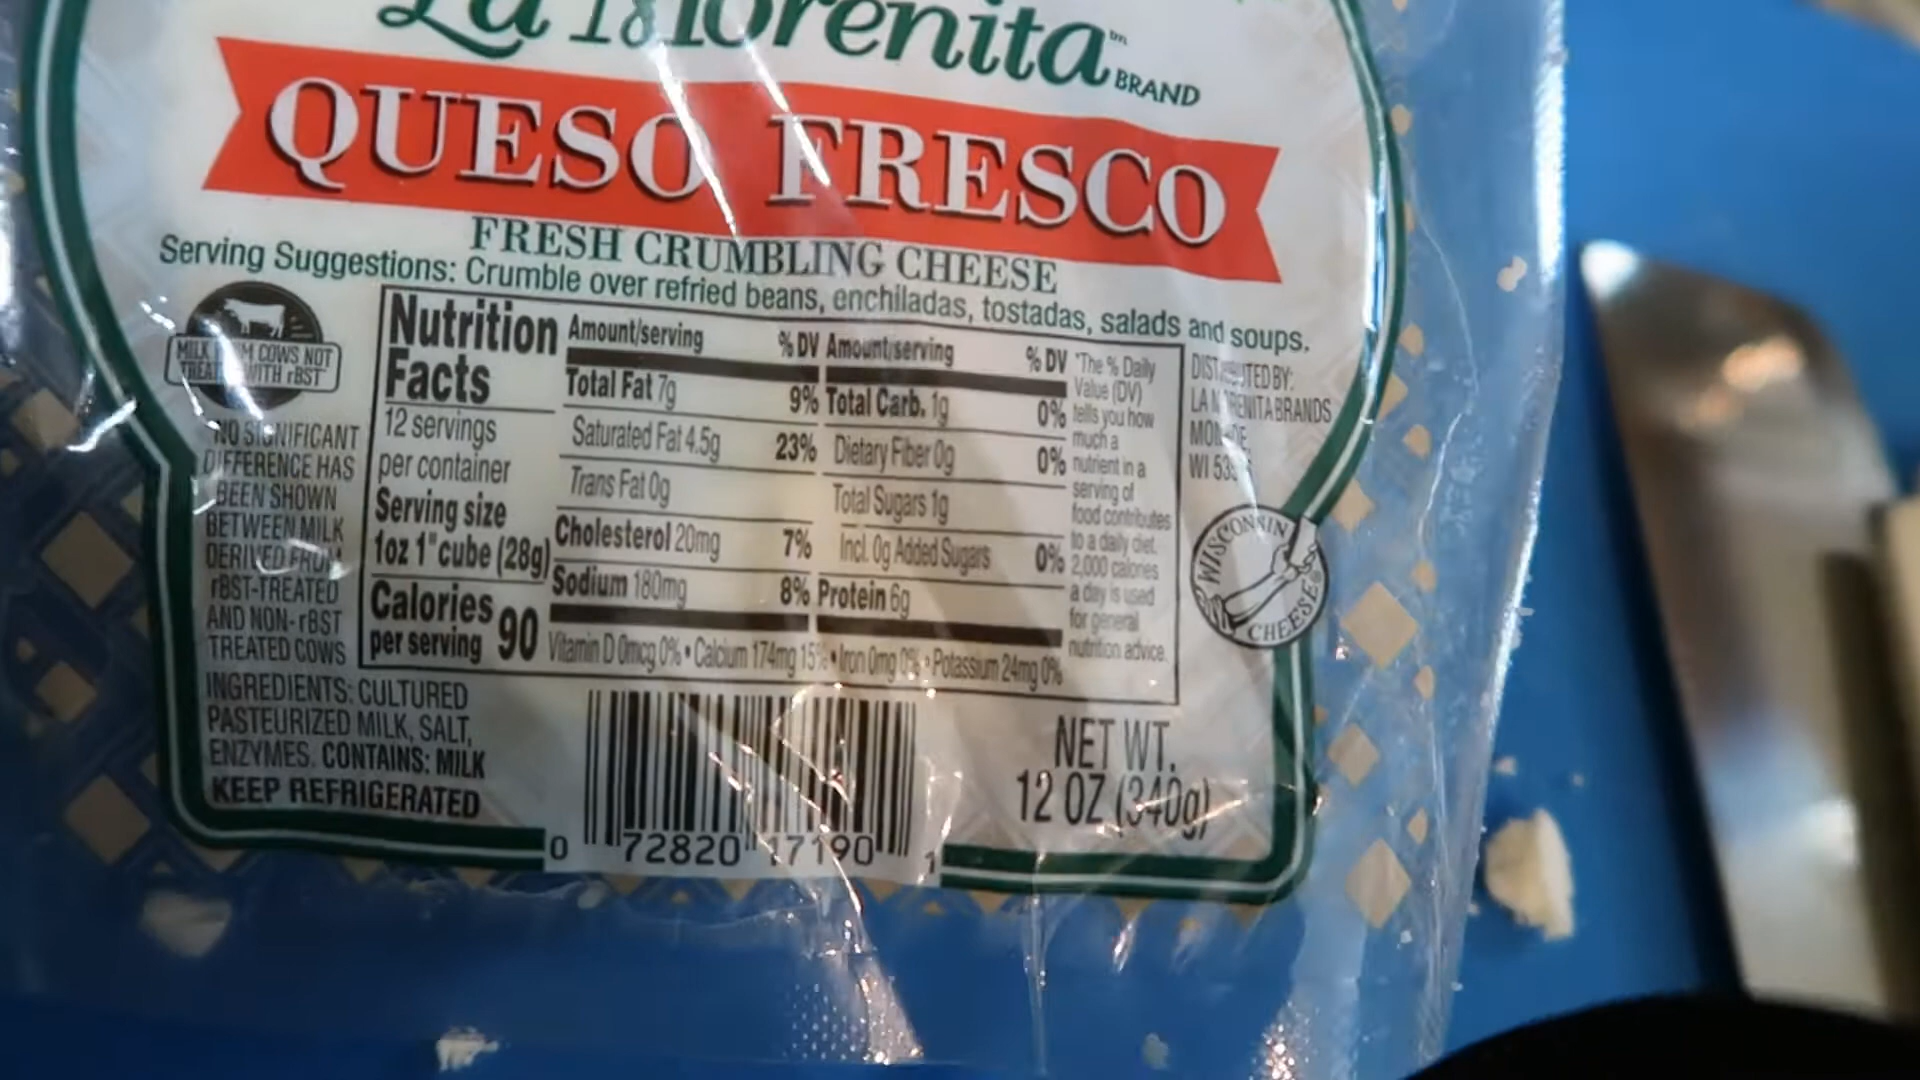 La Morenita™ BRAND
QUESO FRESCO
FRESH CRUMBLING CHEESE
Serving Suggestions: Crumble over refried beans, enchiladas, tostadas, salads and soups.
MILK COWS NOT
WITH rBST
NO SIGNIFICANT
DIFFERENCE HAS
BEEN SHOWN
BETWEEN MILK
DERIVED FROM
rBST-TREATED
AND NON-rBST
TREATED COWS
Nutrition
Facts
12 servings
per container
Serving size
1oz 1"cube (28g)
Calories
per serving 90
Amount/serving % DV
Total Fat 7g 9%
Saturated Fat 4.5g 23%
Trans Fat 0g
Cholesterol 20mg 7%
Sodium 180mg 8%
Amount/serving % DV
Total Carb. 1g 0%
Dietary Fiber 0g 0%
Total Sugars 1g
Incl. 0g Added Sugars 0%
Protein 6g
Vitamin D 0mcg 0% • Calcium 174mg 15% • Iron 0mg 0% • Potassium 24mg 0%
*The % Daily
Value (DV)
tells you how
much a
nutrient in a
serving of
food contributes
to a daily diet.
2,000 calories
a day is used
for general
nutrition advice.
BY:
BRANDS
WI
WISCONSIN
CHEESE®
INGREDIENTS: CULTURED
PASTEURIZED MILK, SALT,
ENZYMES. CONTAINS: MILK
KEEP REFRIGERATED
0 72820 17190 1
NET WT.
12 OZ (340g)